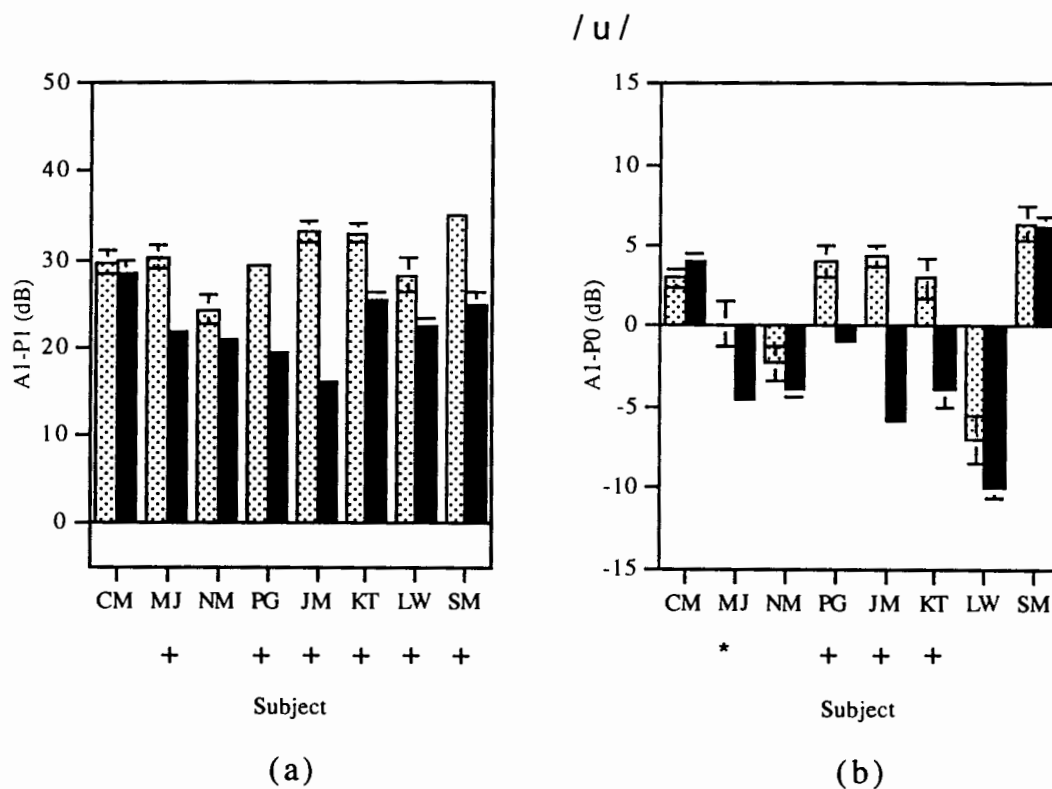 / u /
50
40
30
20
10
0
A1-P1 (dB)
CM MJ NM PG JM KT LW SM
+ + + + + +
Subject
(a)
15
10
5
0
-5
-10
-15
A1-P0 (dB)
CM MJ NM PG JM KT LW SM
* + + +
Subject
(b)